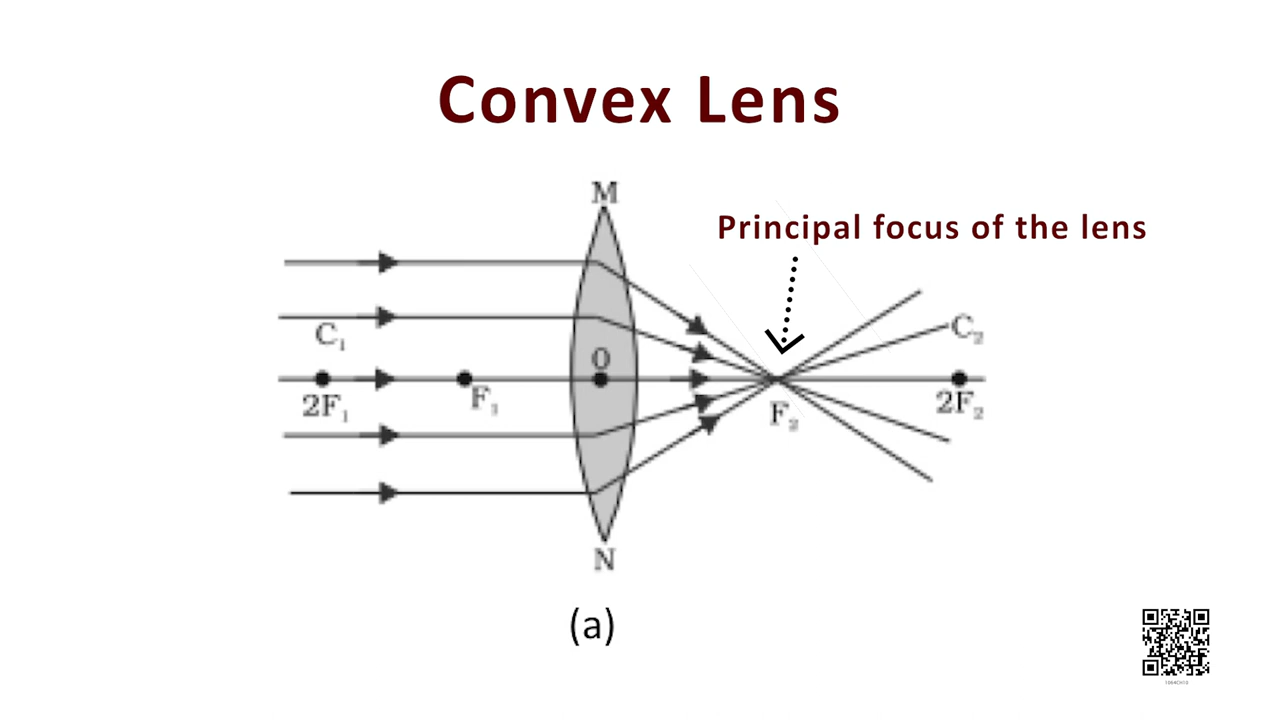 Convex Lens
M
Principal focus of the lens
C₁
C₂
O
2F₁
F₁
F₂
2F₂
N
(a)